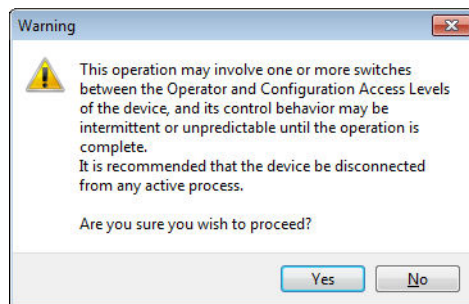 Warning
This operation may involve one or more switches
between the Operator and Configuration Access Levels
of the device, and its control behavior may be
intermittent or unpredictable until the operation is
complete.
It is recommended that the device be disconnected
from any active process.
Are you sure you wish to proceed?
Yes
No